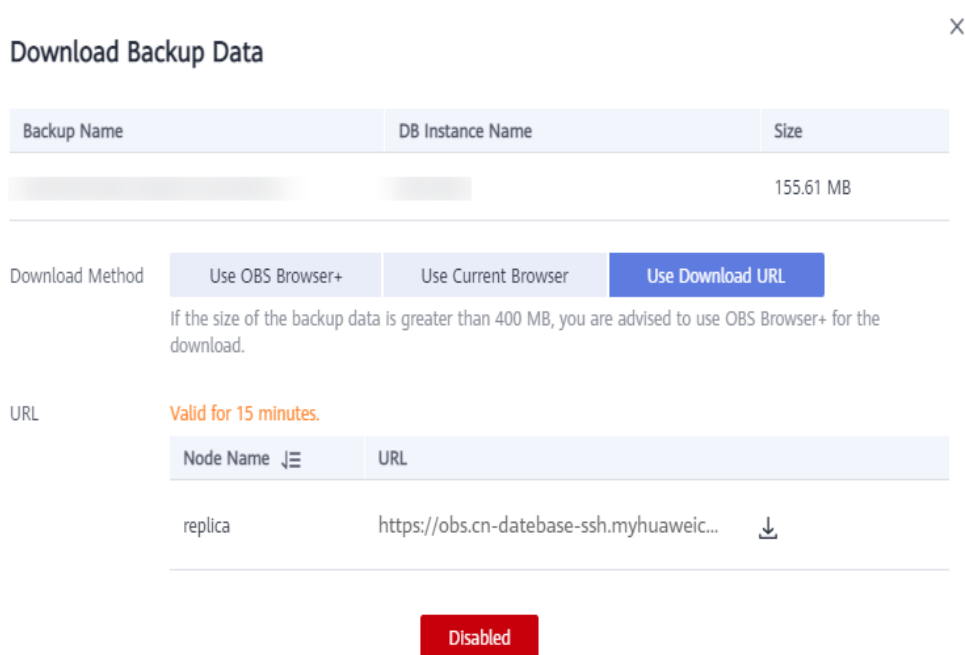 Download Backup Data
Backup Name DB Instance Name Size
155.61 MB
Download Method Use OBS Browser+ Use Current Browser Use Download URL
If the size of the backup data is greater than 400 MB, you are advised to use OBS Browser+ for the
download.
URL Valid for 15 minutes.
Node Name URL
replica https://obs.cn-datebase-ssh.myhuaweic...
Disabled